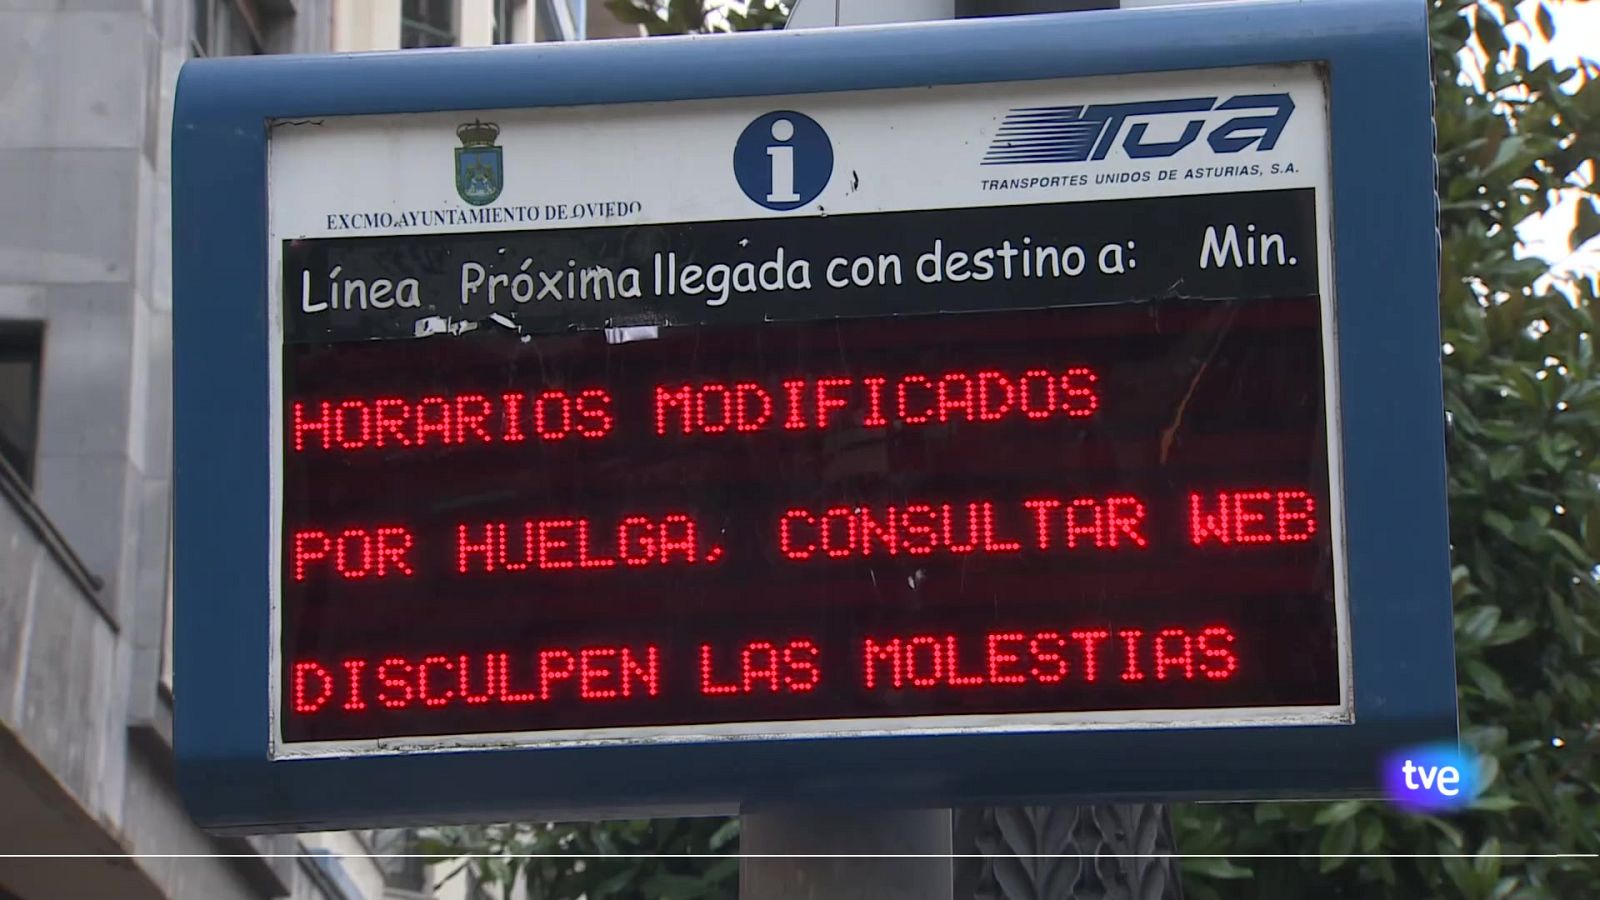 EXCMO. AYUNTAMIENTO DE OVIEDO
i
TUA
TRANSPORTES UNIDOS DE ASTURIAS, S.A.
Línea Próxima llegada con destino a: Min.
HORARIOS MODIFICADOS
POR HUELGA, CONSULTAR WEB
DISCULPEN LAS MOLESTIAS
tve